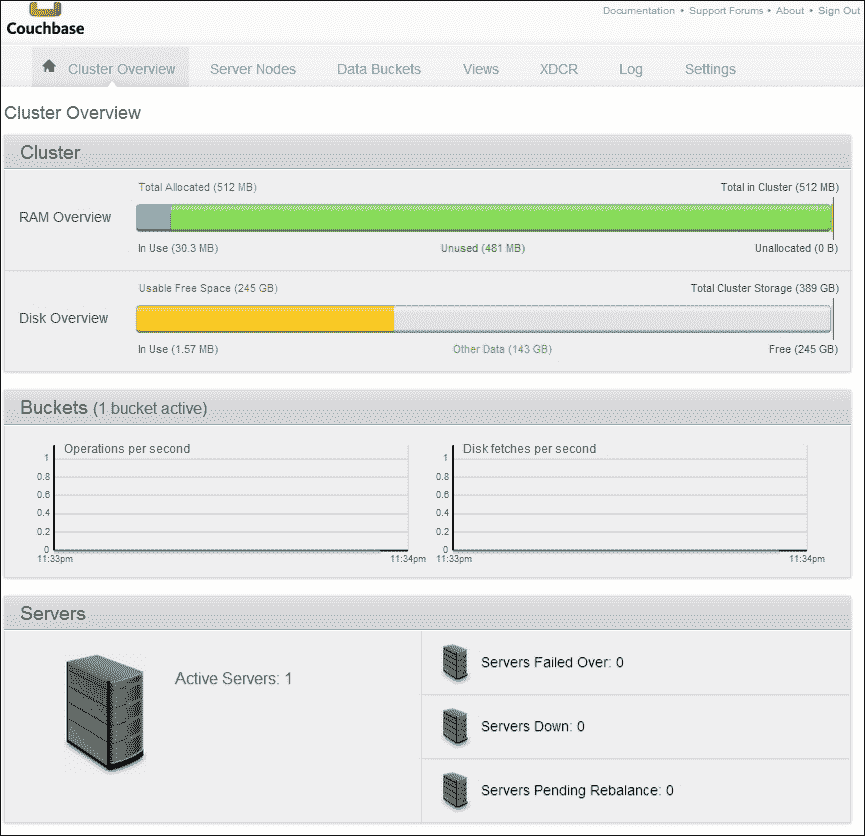 Couchbase
Documentation • Support Forums • About • Sign Out
Cluster Overview Server Nodes Data Buckets Views XDCR Log Settings
Cluster Overview
Cluster
Total Allocated (512 MB) Total in Cluster (512 MB)
RAM Overview
In Use (30.3 MB) Unused (481 MB) Unallocated (0 B)
Usable Free Space (245 GB) Total Cluster Storage (389 GB)
Disk Overview
In Use (1.57 MB) Other Data (143 GB) Free (245 GB)
Buckets (1 bucket active)
Operations per second
1
0.8
0.6
0.4
0.2
0
11:33pm 11:34pm
Disk fetches per second
1
0.8
0.6
0.4
0.2
0
11:33pm 11:34pm
Servers
Active Servers: 1
Servers Failed Over: 0
Servers Down: 0
Servers Pending Rebalance: 0